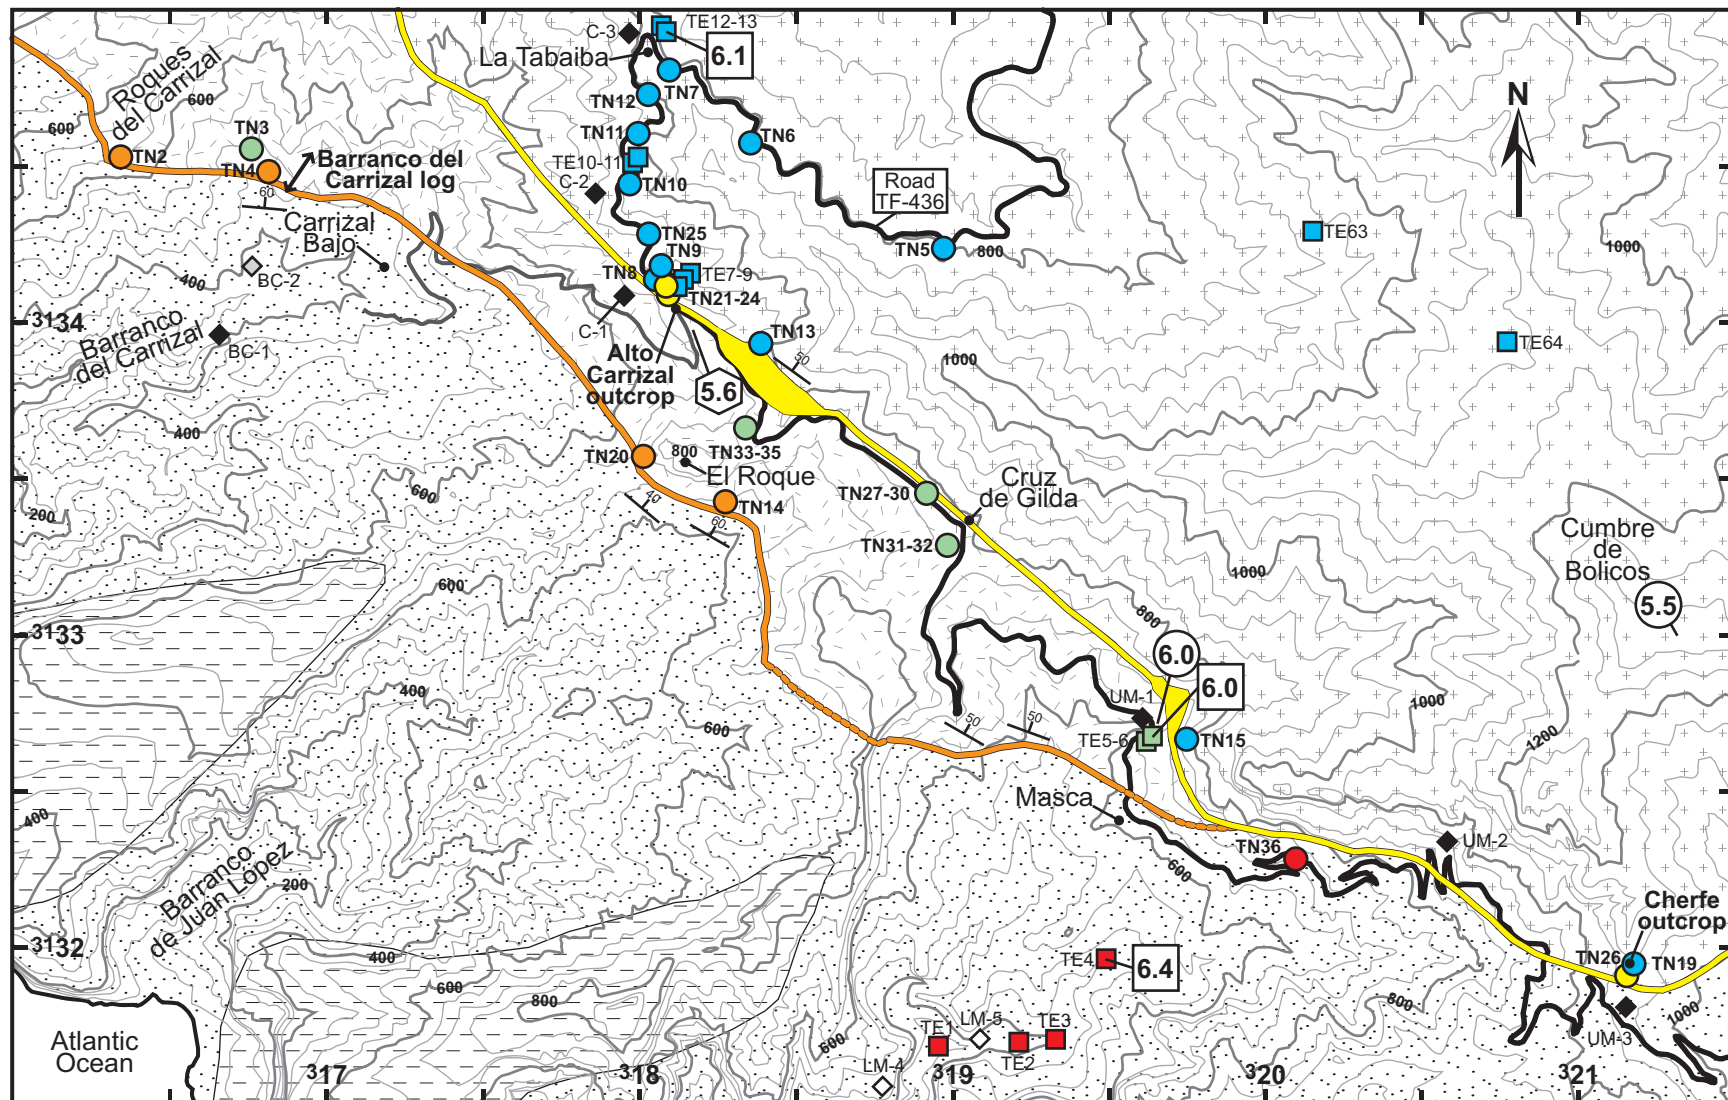 TE12-13
C-3
La Tabaiba
6.1
Roques
del Carrizal
600
TN7
TN12
600
TN3
TN11
TN6
TN2
TN4
Barranco del
Carrizal log
TE10-11
C-2
TN10
Road
TF-436
N
60
Carrizal
Bajo
TN25
TE63
TN9
TN5
800
1000
BC-2
TN8
TE7-9
400
TN21-24
3134
C-1
TN13
Barranco
del Carrizal
BC-1
TE64
Alto
Carrizal
outcrop
50
1000
5.6
400
TN33-35
TN20
800
El Roque
Cruz
de Gilda
TN27-30
600
40
TN14
200
60
Cumbre
de
Bolicos
TN31-32
1000
600
5.5
800
3133
6.0
6.0
400
UM-1
1000
600
50
50
TE5-6
TN15
1200
Masca
400
UM-2
TN36
600
Barranco
de Juan López
200
Cherfe
outcrop
3132
400
TE4
6.4
TN26
TN19
600
800
800
1000
Atlantic
Ocean
TE1
LM-5
TE3
600
TE2
UM-3
LM-4
317
318
319
320
321